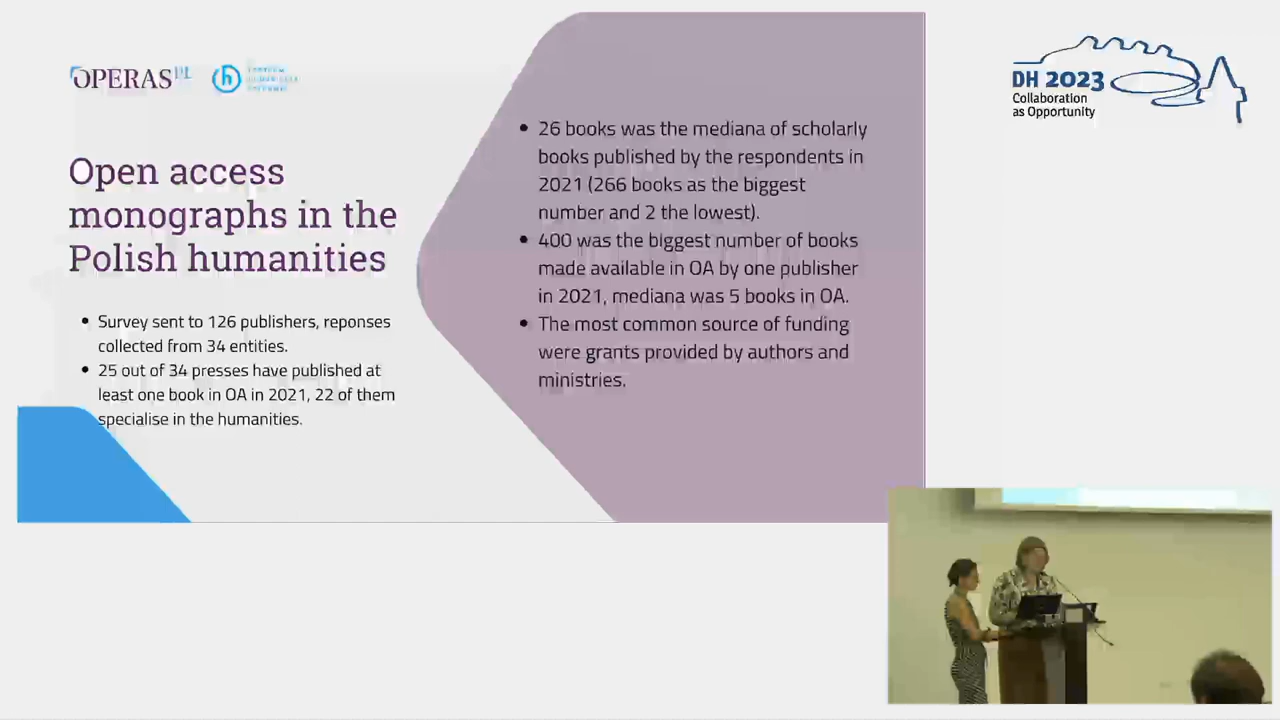 OPERAS PL
Open access
monographs in the
Polish humanities
• Survey sent to 126 publishers, reponses
collected from 34 entities.
• 25 out of 34 presses have published at
least one book in OA in 2021, 22 of them
specialise in the humanities.
• 26 books was the mediana of scholarly
books published by the respondents in
2021 (266 books as the biggest
number and 2 the lowest).
• 400 was the biggest number of books
made available in OA by one publisher
in 2021, mediana was 5 books in OA.
• The most common source of funding
were grants provided by authors and
ministries.
DH 2023
Collaboration
as Opportunity